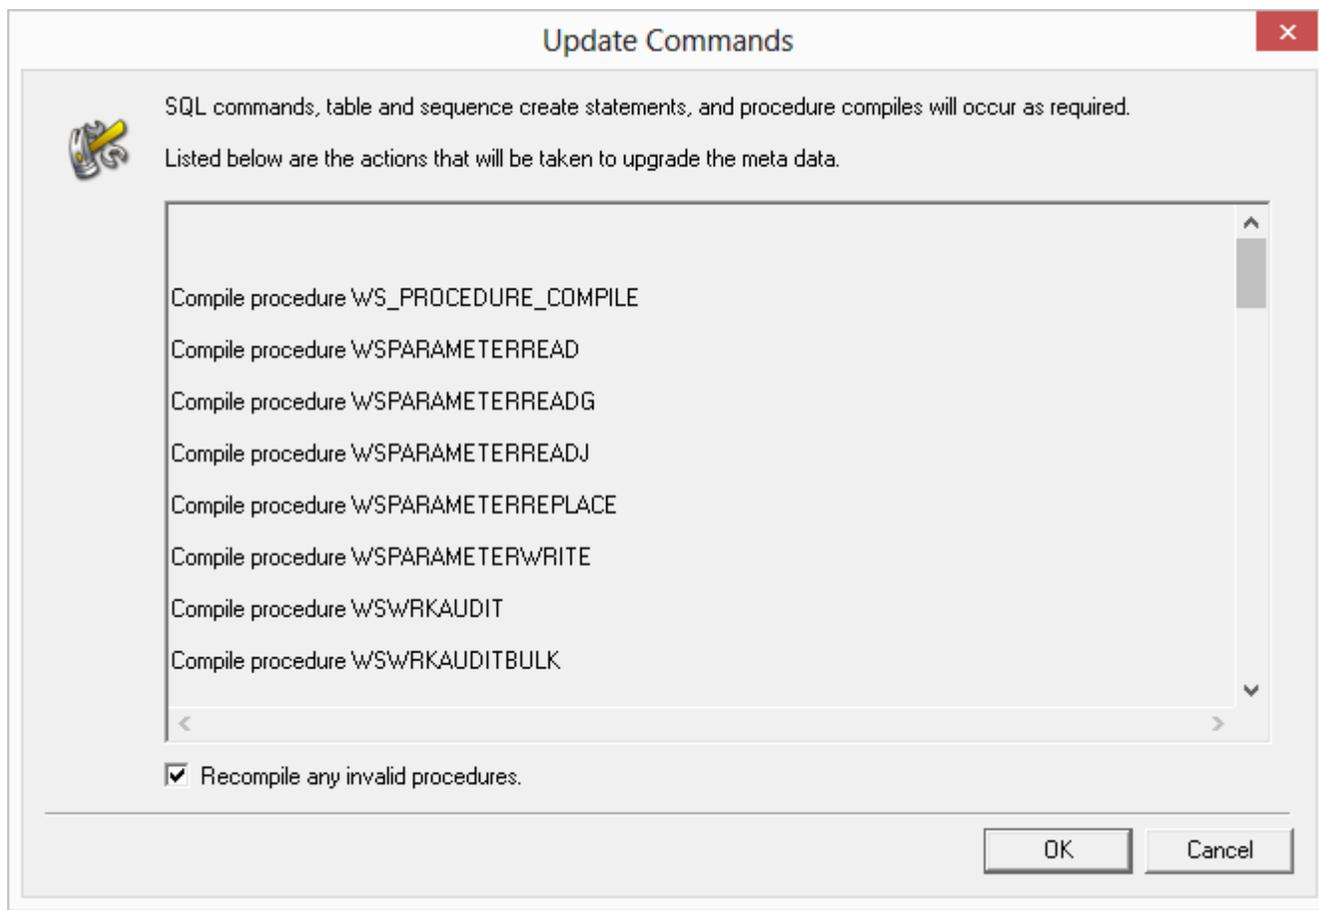 Update Commands
SQL commands, table and sequence create statements, and procedure compiles will occur as required.
Listed below are the actions that will be taken to upgrade the meta data.
Compile procedure WS_PROCEDURE_COMPILE
Compile procedure WSPARAMETERREAD
Compile procedure WSPARAMETERREADG
Compile procedure WSPARAMETERREADJ
Compile procedure WSPARAMETERREPLACE
Compile procedure WSPARAMETERWRITE
Compile procedure WSWRKAUDIT
Compile procedure WSWRKAUDITBULK
Recompile any invalid procedures.
OK Cancel